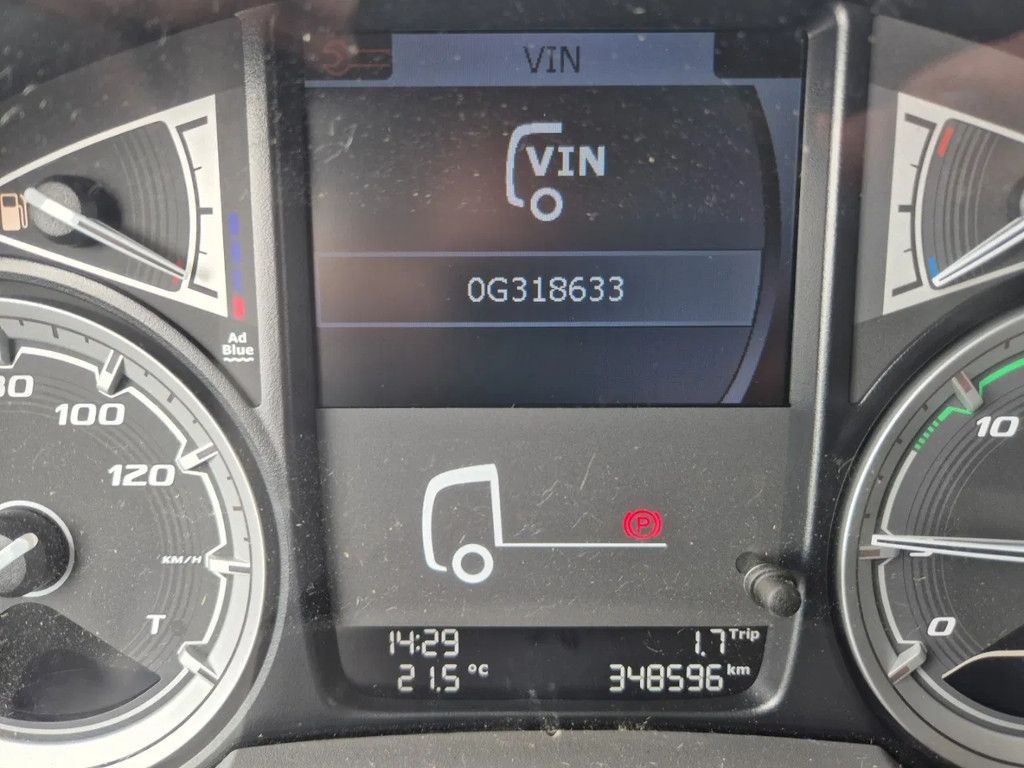 VIN
VIN
0G318633
Ad
Blue
100
120
KM/H
T
10
0
P
14:29
1.7 Trip
21.5 °C
348596 km